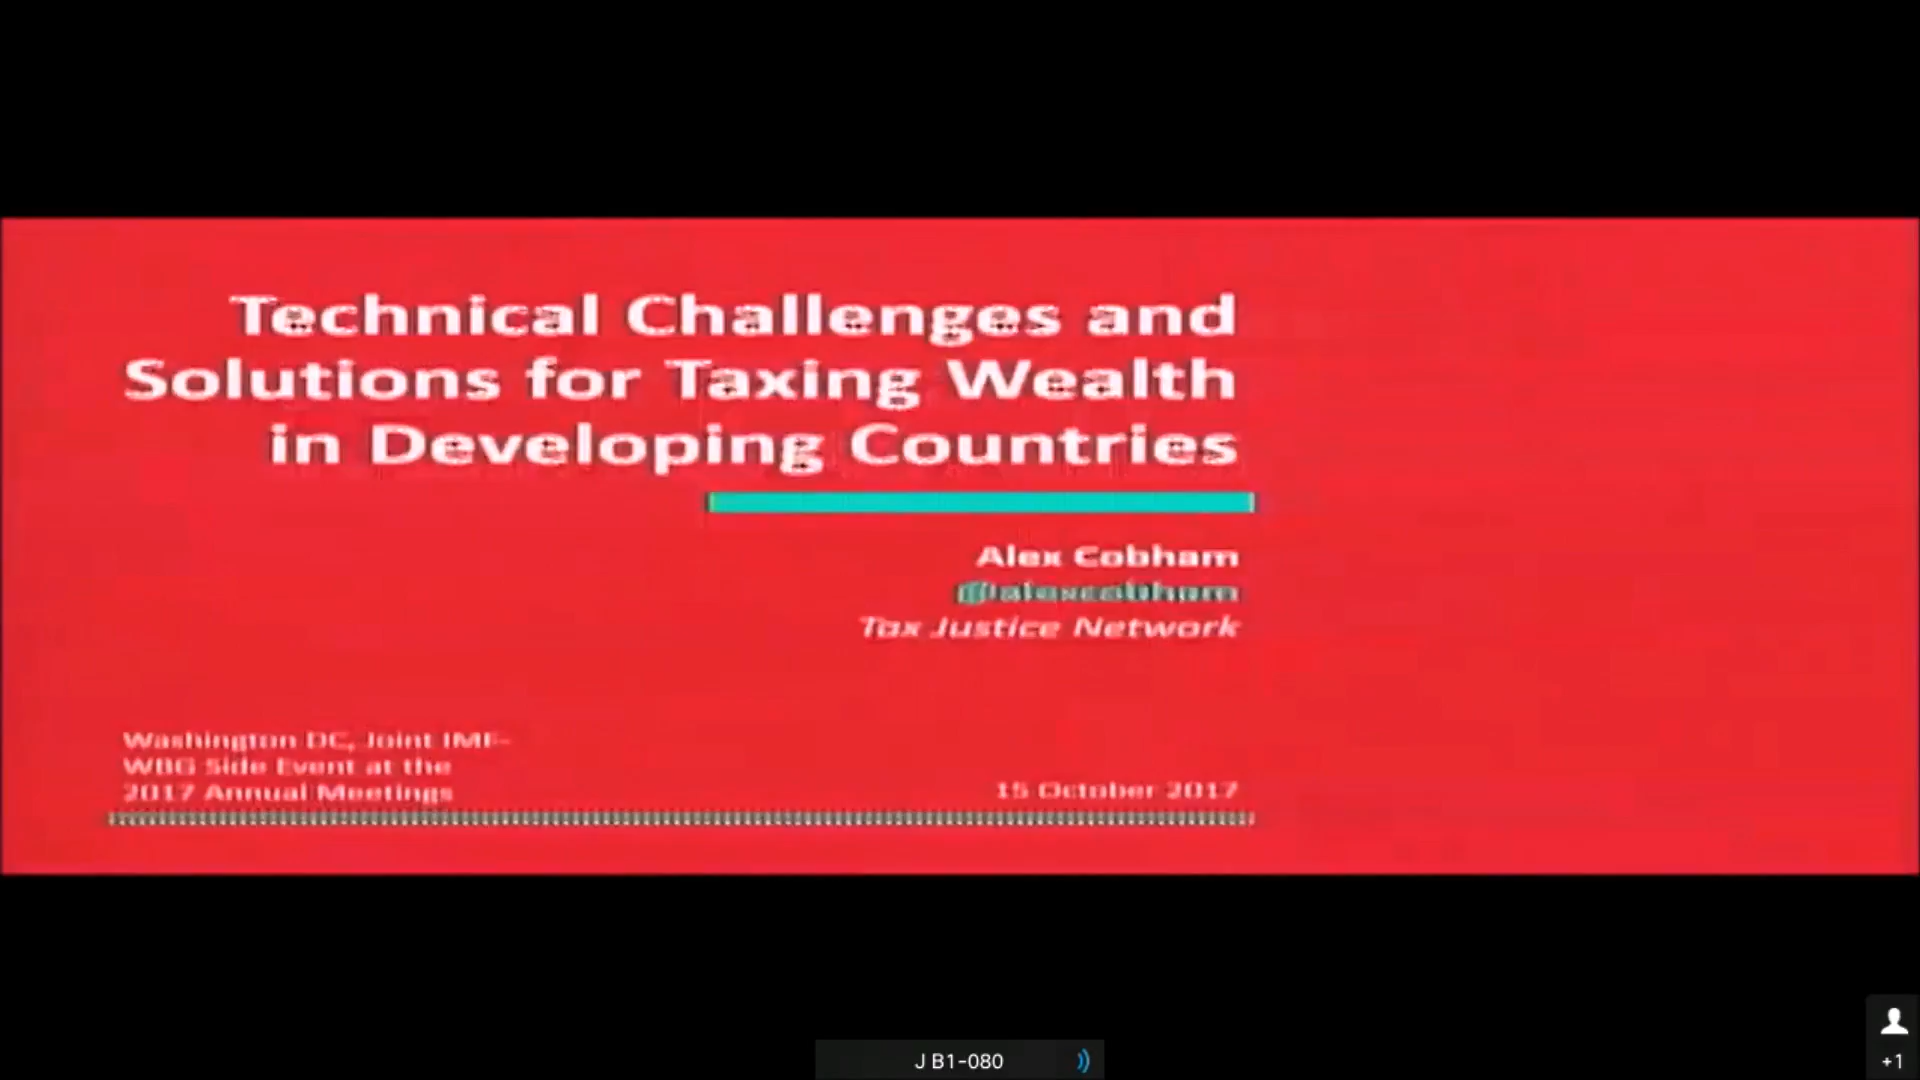 Technical Challenges and
Solutions for Taxing Wealth
in Developing Countries
Alex Cobham
@alexcobham
Tax Justice Network
Washington DC, Joint IMF-
WBG Side Event at the
2017 Annual Meetings
15 October 2017
J B1-080
+1